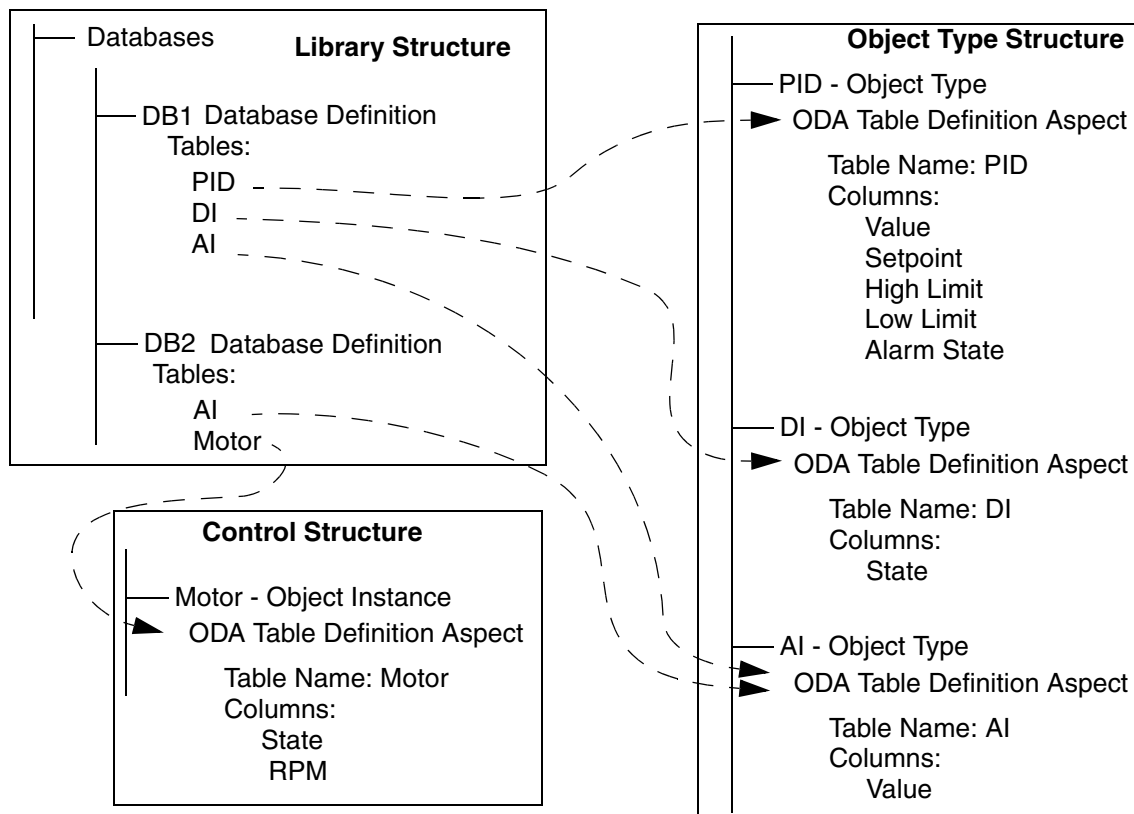 Databases
Library Structure
DB1 Database Definition
Tables:
PID
DI
AI
DB2 Database Definition
Tables:
AI
Motor
Control Structure
Motor - Object Instance
ODA Table Definition Aspect
Table Name: Motor
Columns:
State
RPM
Object Type Structure
PID - Object Type
ODA Table Definition Aspect
Table Name: PID
Columns:
Value
Setpoint
High Limit
Low Limit
Alarm State
DI - Object Type
ODA Table Definition Aspect
Table Name: DI
Columns:
State
AI - Object Type
ODA Table Definition Aspect
Table Name: AI
Columns:
Value